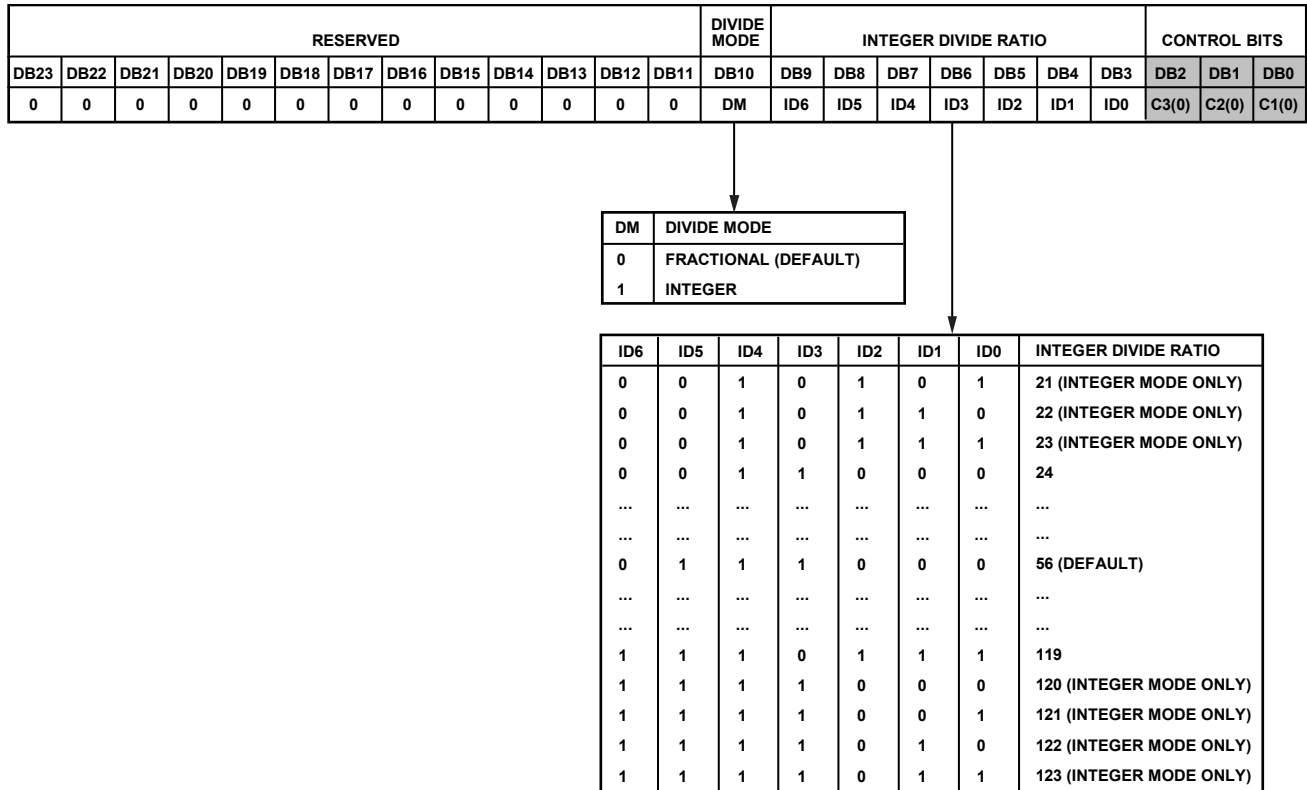 RESERVED DIVIDE MODE INTEGER DIVIDE RATIO CONTROL BITS
DB23 DB22 DB21 DB20 DB19 DB18 DB17 DB16 DB15 DB14 DB13 DB12 DB11 DB10 DB9 DB8 DB7 DB6 DB5 DB4 DB3 DB2 DB1 DB0
0 0 0 0 0 0 0 0 0 0 0 0 0 DM ID6 ID5 ID4 ID3 ID2 ID1 ID0 C3(0) C2(0) C1(0)
DM DIVIDE MODE
0 FRACTIONAL (DEFAULT)
1 INTEGER
ID6 ID5 ID4 ID3 ID2 ID1 ID0 INTEGER DIVIDE RATIO
0 0 1 0 1 0 1 21 (INTEGER MODE ONLY)
0 0 1 0 1 1 0 22 (INTEGER MODE ONLY)
0 0 1 0 1 1 1 23 (INTEGER MODE ONLY)
0 0 1 1 0 0 0 24
... ... ... ... ... ... ... ...
... ... ... ... ... ... ... ...
0 1 1 1 0 0 0 56 (DEFAULT)
... ... ... ... ... ... ... ...
... ... ... ... ... ... ... ...
1 1 1 0 1 1 1 119
1 1 1 1 0 0 0 120 (INTEGER MODE ONLY)
1 1 1 1 0 0 1 121 (INTEGER MODE ONLY)
1 1 1 1 0 1 0 122 (INTEGER MODE ONLY)
1 1 1 1 0 1 1 123 (INTEGER MODE ONLY)